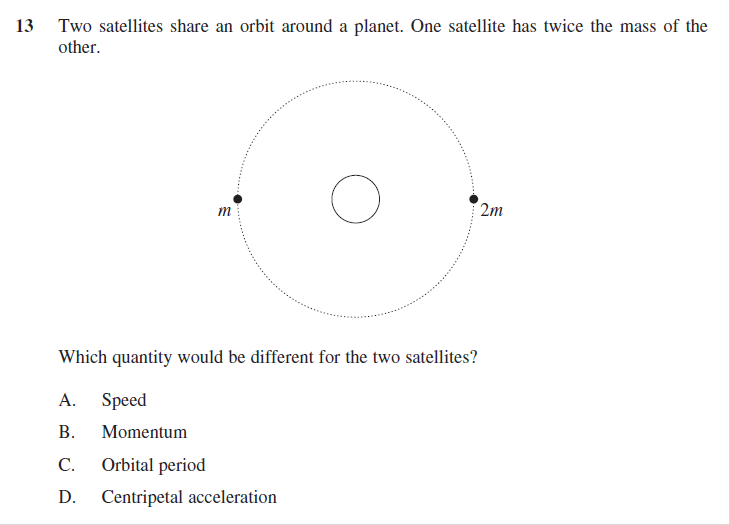 13 Two satellites share an orbit around a planet. One satellite has twice the mass of the
other.
m
2m
Which quantity would be different for the two satellites?
A. Speed
B. Momentum
C. Orbital period
D. Centripetal acceleration